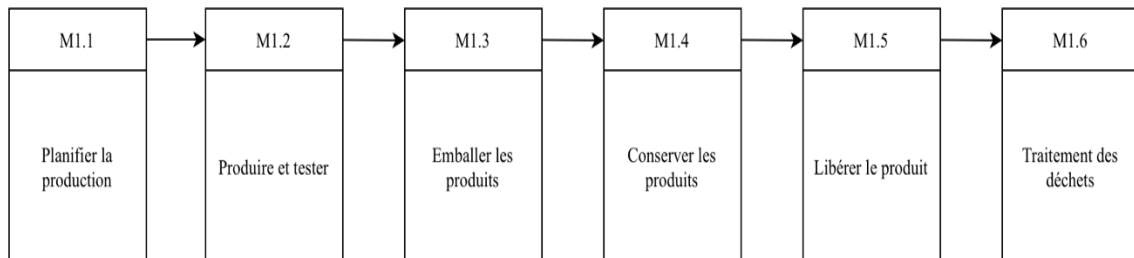 M1.1
M1.2
M1.3
M1.4
M1.5
M1.6
Planifier la
production
Produire et tester
Emballer les
produits
Conserver les
produits
Libérer le produit
Traitement des
déchets